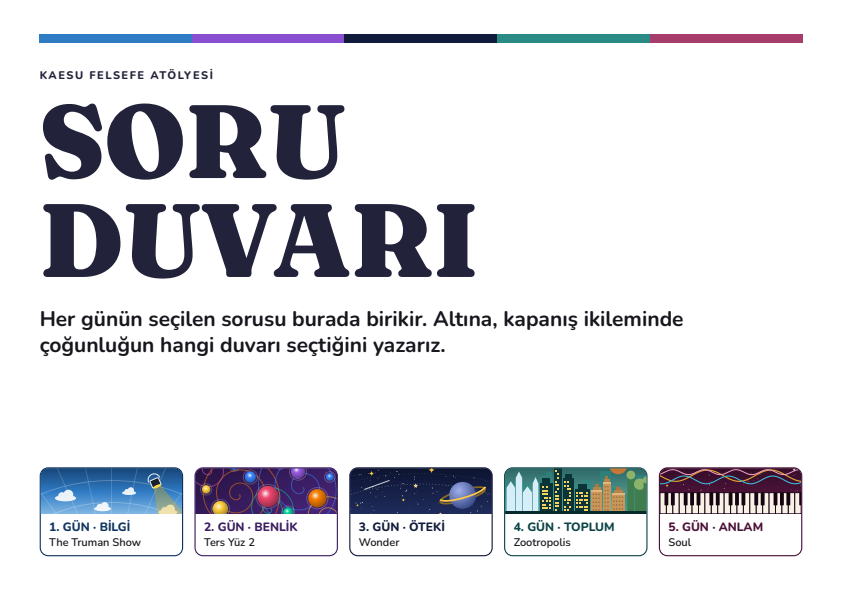 KAESU FELSEFE ATÖLYESİ
SORU
DUVARI
Her günün seçilen sorusu burada birikir. Altına, kapanış ikileminde
çoğunluğun hangi duvarı seçtiğini yazarız.
1. GÜN · BİLGİ
The Truman Show
2. GÜN · BENLİK
Ters Yüz 2
3. GÜN · ÖTEKİ
Wonder
4. GÜN · TOPLUM
Zootropolis
5. GÜN · ANLAM
Soul